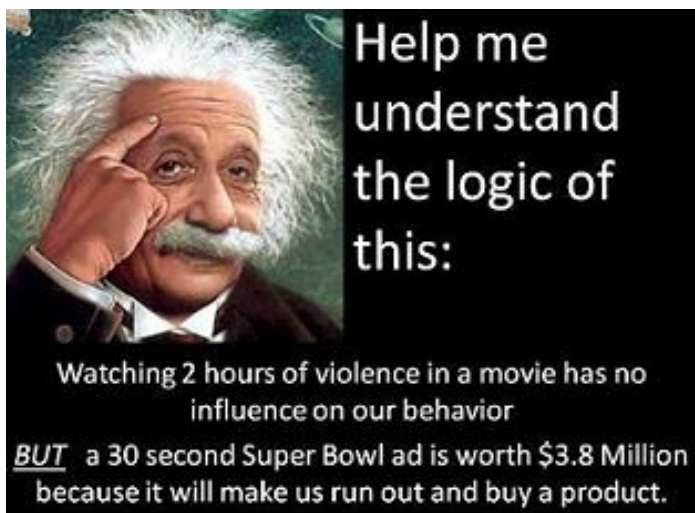 Help me
understand
the logic of
this:
Watching 2 hours of violence in a movie has no
influence on our behavior
BUT a 30 second Super Bowl ad is worth $3.8 Million
because it will make us run out and buy a product.